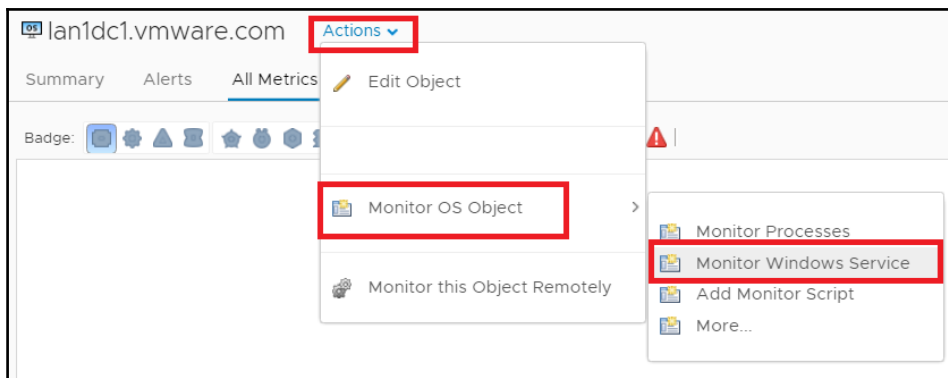 lan1dc1.vmware.com
Actions
Summary Alerts All Metrics
Edit Object
Badge:
Monitor OS Object
Monitor Processes
Monitor Windows Service
Monitor this Object Remotely
Add Monitor Script
More...